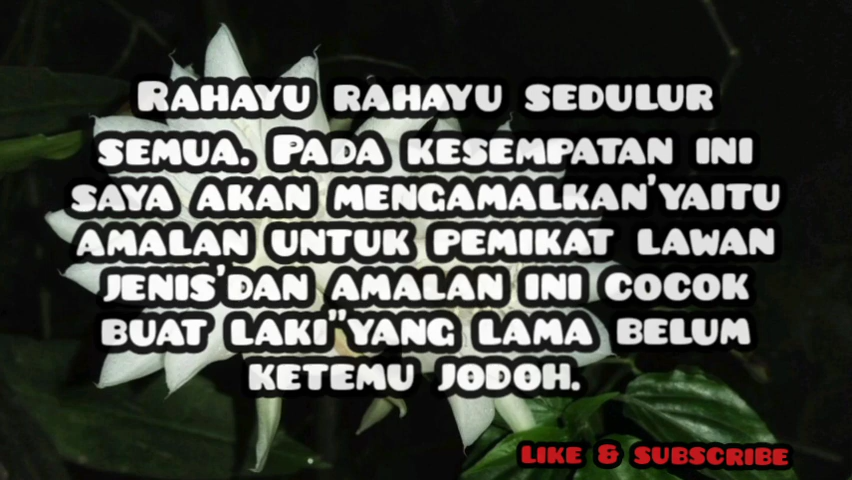 Rahayu rahayu sedulur
semua. Pada kesempatan ini
saya akan mengamalkan'yaitu
amalan untuk pemikat lawan
jenis'dan amalan ini cocok
buat laki"yang lama belum
ketemu jodoh.
LIKE & SUBSCRIBE